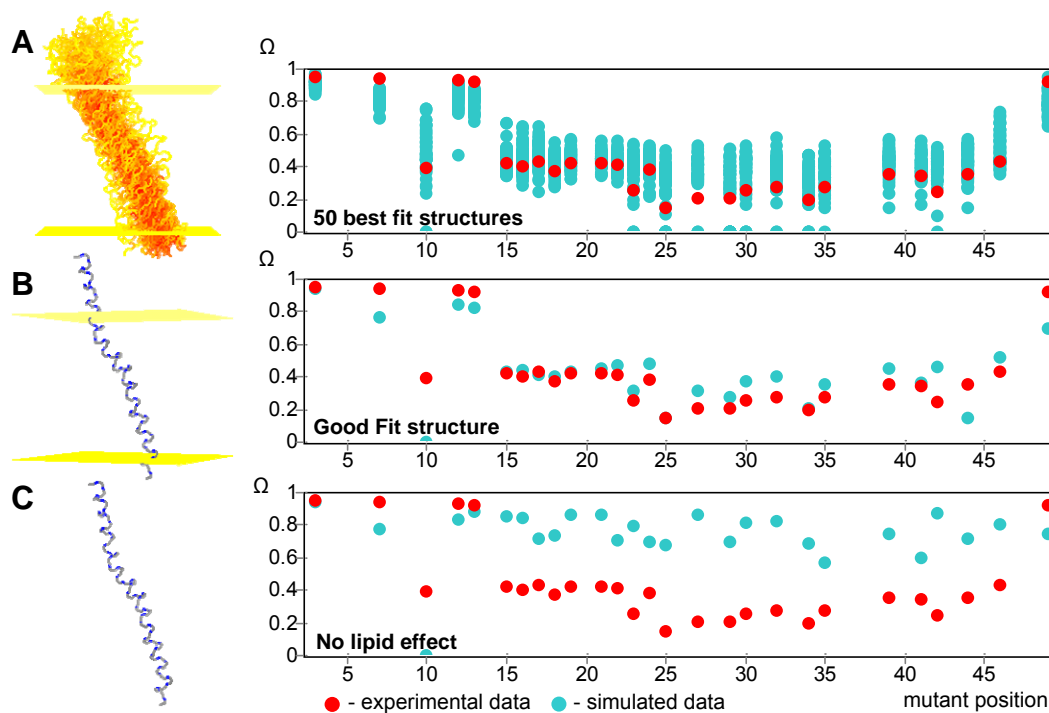 A
Ω
1
0.8
0.6
0.4
0.2
0
50 best fit structures
5 10 15 20 25 30 35 40 45
B
Ω
1
0.8
0.6
0.4
0.2
0
Good Fit structure
5 10 15 20 25 30 35 40 45
C
Ω
1
0.8
0.6
0.4
0.2
0
No lipid effect
5 10 15 20 25 30 35 40 45
- experimental data - simulated data mutant position